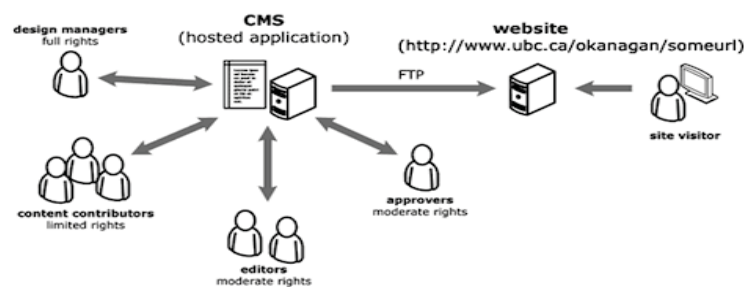 design managers
full rights
CMS
(hosted application)
website
(http://www.ubc.ca/okanagan/someurl)
FTP
site visitor
content contributors
limited rights
approvers
moderate rights
editors
moderate rights